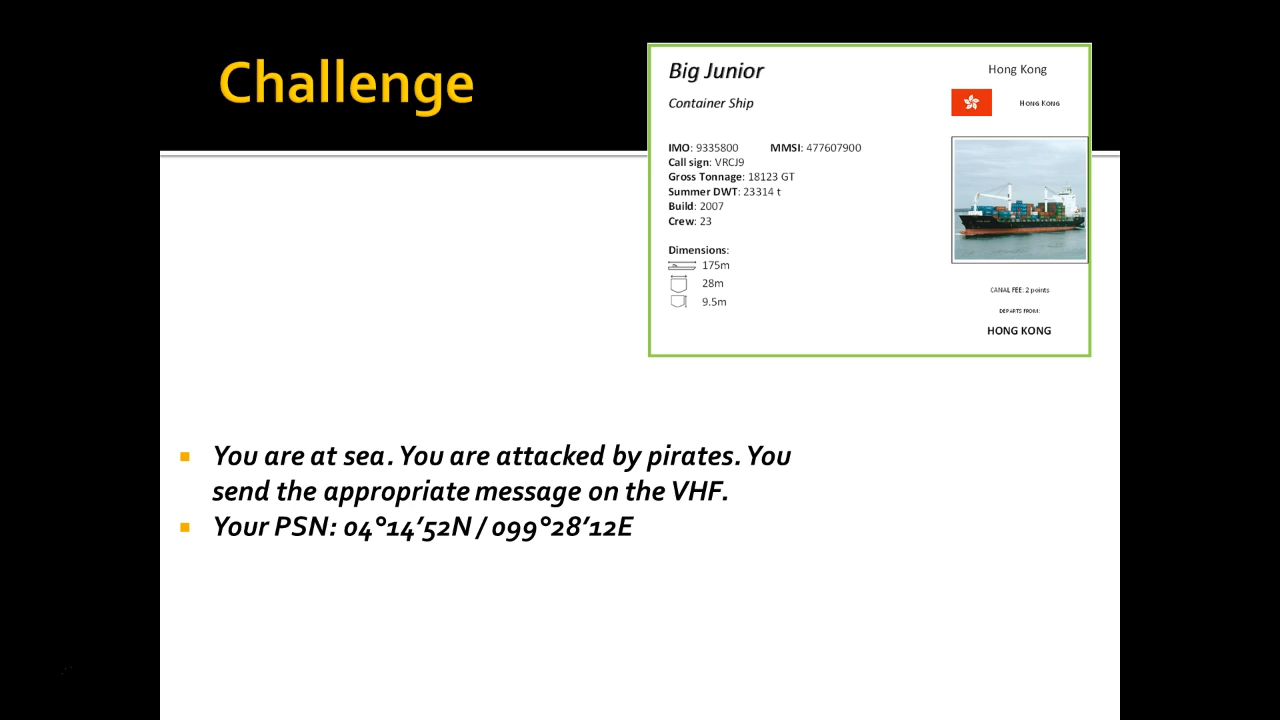 Challenge
Big Junior
Hong Kong
Container Ship
HONG KONG
IMO: 9335800 MMSI: 477607900
Call sign: VRCJ9
Gross Tonnage: 18123 GT
Summer DWT: 23314 t
Build: 2007
Crew: 23
Dimensions:
175m
28m
9.5m
CANAL FEE: 2 points
DEPARTS FROM:
HONG KONG
You are at sea. You are attacked by pirates. You
send the appropriate message on the VHF.
Your PSN: 04°14’52N / 099°28’12E